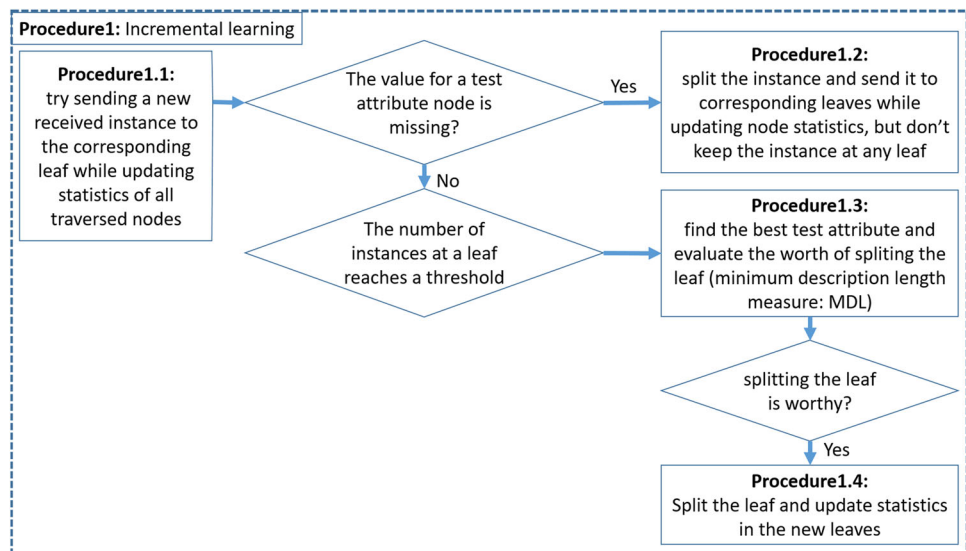 Procedure1: Incremental learning
Procedure1.1:
try sending a new
received instance to
the corresponding
leaf while updating
statistics of all
traversed nodes
The value for a test
attribute node is
missing?
Yes
Procedure1.2:
split the instance and send it to
corresponding leaves while
updating node statistics, but don’t
keep the instance at any leaf
No
The number of
instances at a leaf
reaches a threshold
Procedure1.3:
find the best test attribute and
evaluate the worth of spliting the
leaf (minimum description length
measure: MDL)
splitting the leaf
is worthy?
Yes
Procedure1.4:
Split the leaf and update statistics
in the new leaves